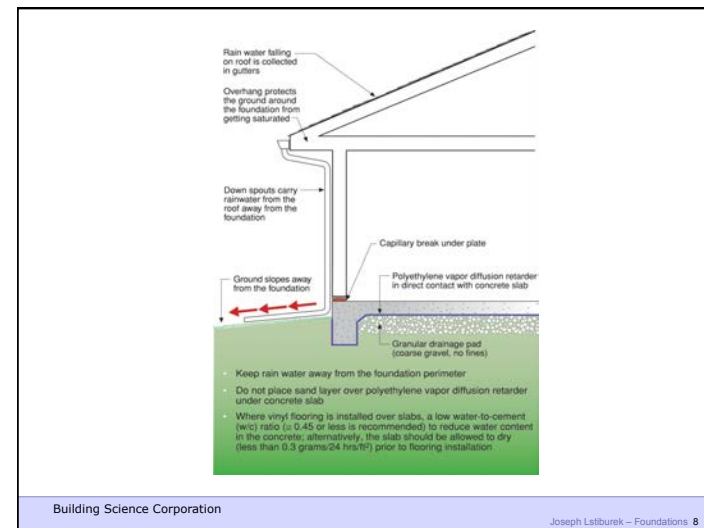 Rain water falling
on roof is collected
in gutters
Overhang protects
the ground around
the foundation from
getting saturated
Down spouts carry
rainwater from the
roof away from the
foundation
Capillary break under plate
Ground slopes away
from the foundation
Polyethylene vapor diffusion retarder
in direct contact with concrete slab
Granular drainage pad
(coarse gravel, no fines)
• Keep rain water away from the foundation perimeter
• Do not place sand layer over polyethylene vapor diffusion retarder
under concrete slab
• Where vinyl flooring is installed over slabs, a low water-to-cement
(w/c) ratio (≅ 0.45 or less is recommended) to reduce water content
in the concrete; alternatively, the slab should be allowed to dry
(less than 0.3 grams/24 hrs/ft²) prior to flooring installation
Building Science Corporation
Joseph Lstiburek – Foundations 8